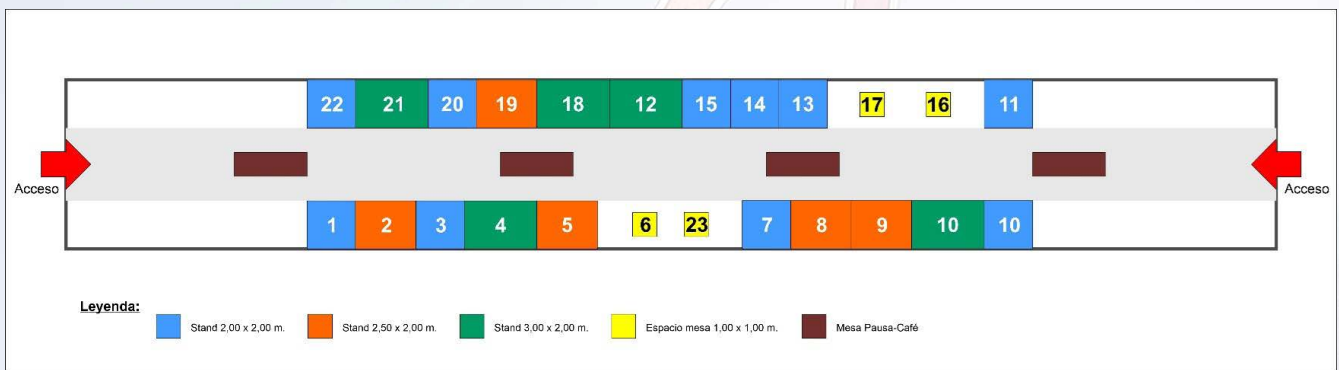 22 21 20 19 18 12 15 14 13 17 16 11
Acceso Acceso
1 2 3 4 5 6 23 7 8 9 10 10
Leyenda:
Stand 2,00 x 2,00 m. Stand 2,50 x 2,00 m. Stand 3,00 x 2,00 m. Espacio mesa 1,00 x 1,00 m. Mesa Pausa-Café